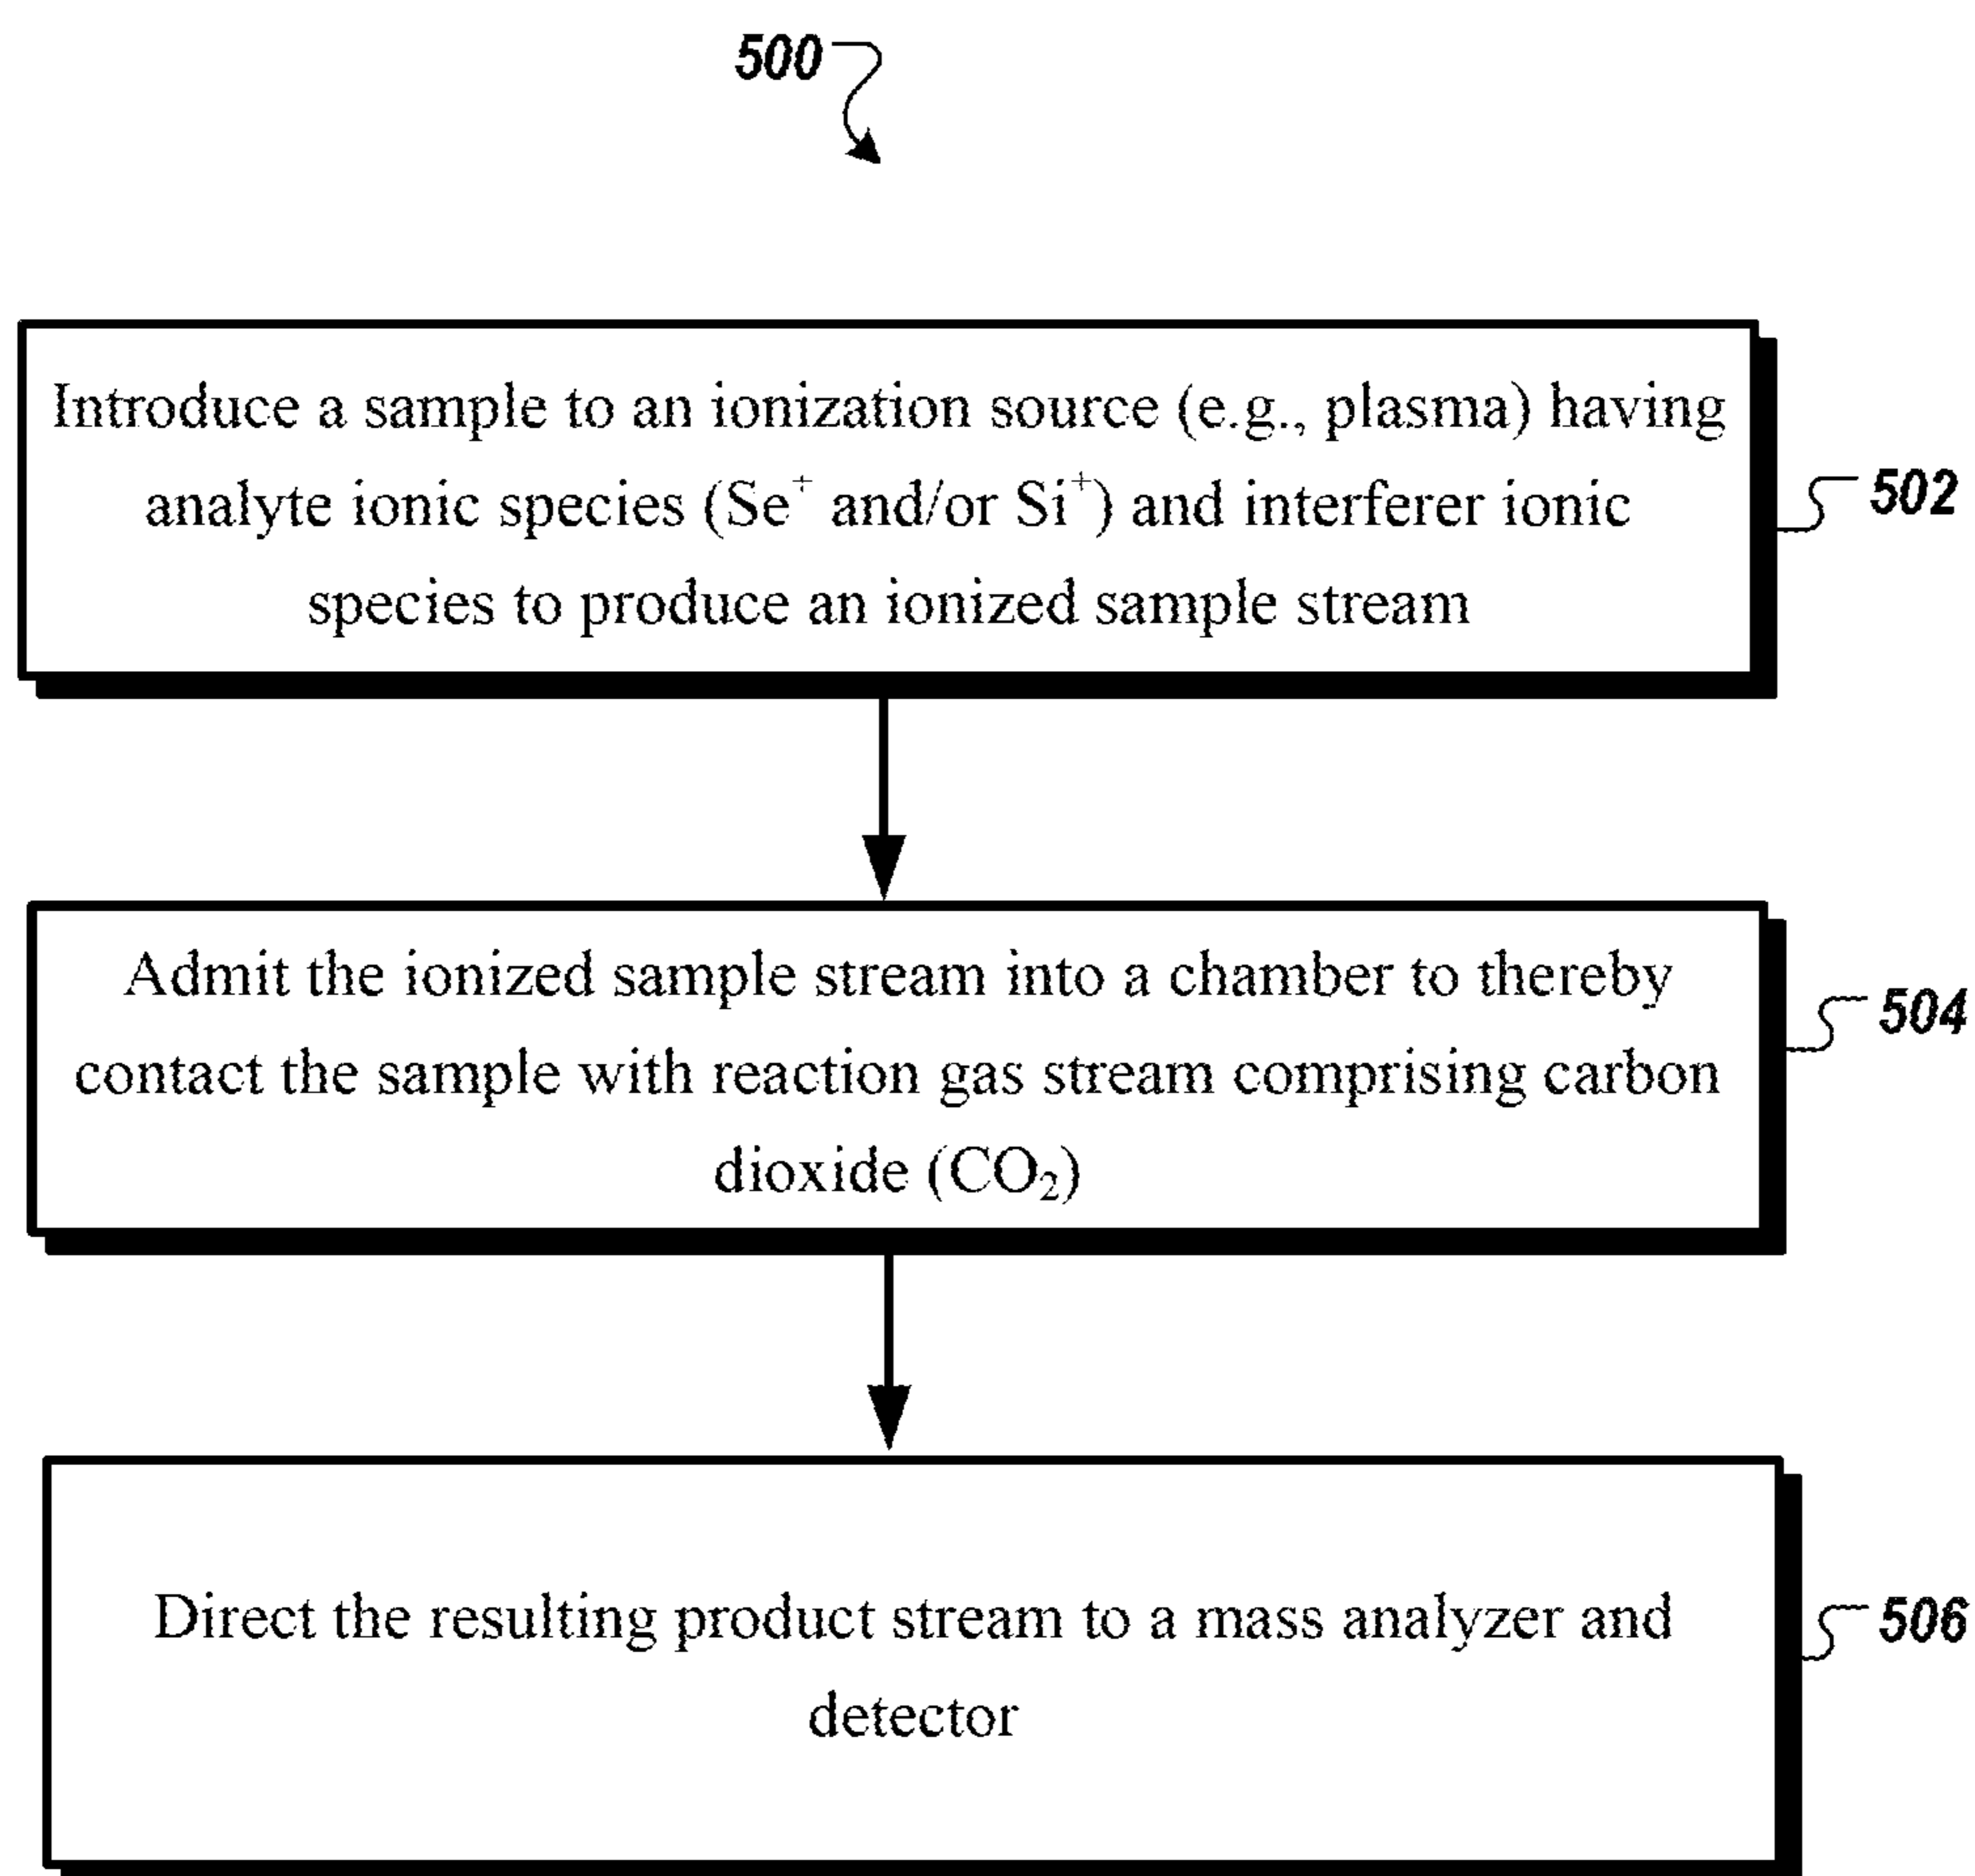 500
Introduce a sample to an ionization source (e.g., plasma) having
analyte ionic species (Se⁺ and/or Si⁺) and interferer ionic
species to produce an ionized sample stream
502
Admit the ionized sample stream into a chamber to thereby
contact the sample with reaction gas stream comprising carbon
dioxide (CO₂)
504
Direct the resulting product stream to a mass analyzer and
detector
506